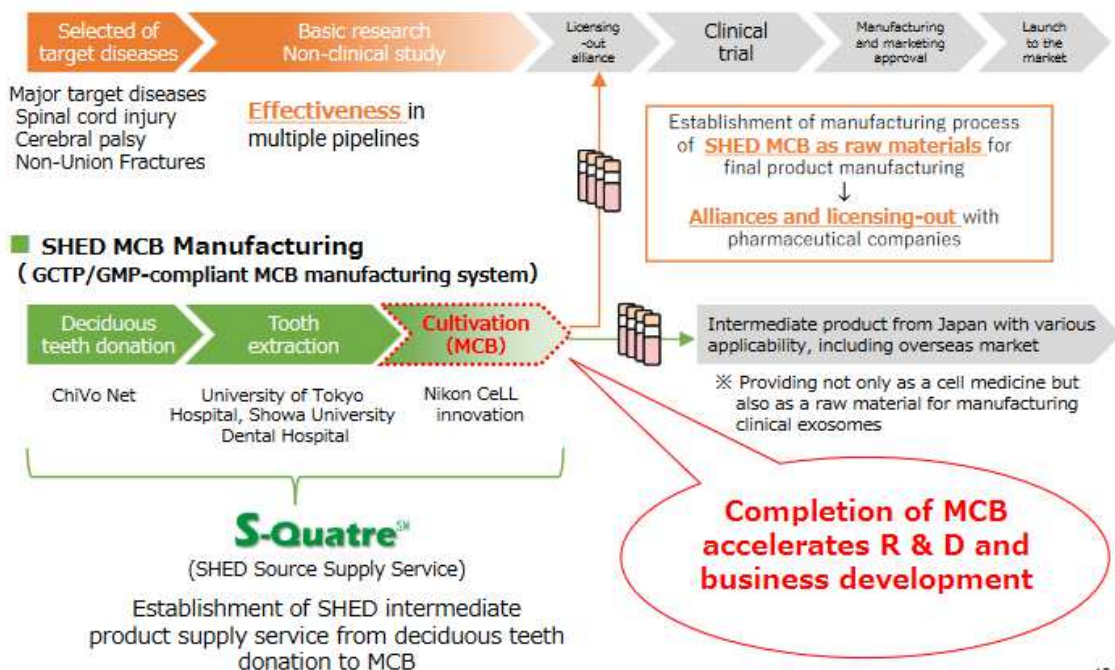 Selected of
target diseases
Basic research
Non-clinical study
Licensing
-out
alliance
Clinical
trial
Manufacturing
and marketing
approval
Launch
to the
market
Major target diseases
Spinal cord injury
Cerebral palsy
Non-Union Fractures
Effectiveness in
multiple pipelines
Establishment of manufacturing process
of SHED MCB as raw materials for
final product manufacturing
↓
Alliances and licensing-out with
pharmaceutical companies
■ SHED MCB Manufacturing
( GCTP/GMP-compliant MCB manufacturing system)
Deciduous
teeth donation
Tooth
extraction
Cultivation
(MCB)
Intermediate product from Japan with various
applicability, including overseas market
ChiVo Net
University of Tokyo
Hospital, Showa University
Dental Hospital
Nikon CeLL
innovation
※ Providing not only as a cell medicine but
also as a raw material for manufacturing
clinical exosomes
S-Quatre℠
(SHED Source Supply Service)
Establishment of SHED intermediate
product supply service from deciduous teeth
donation to MCB
Completion of MCB
accelerates R & D and
business development